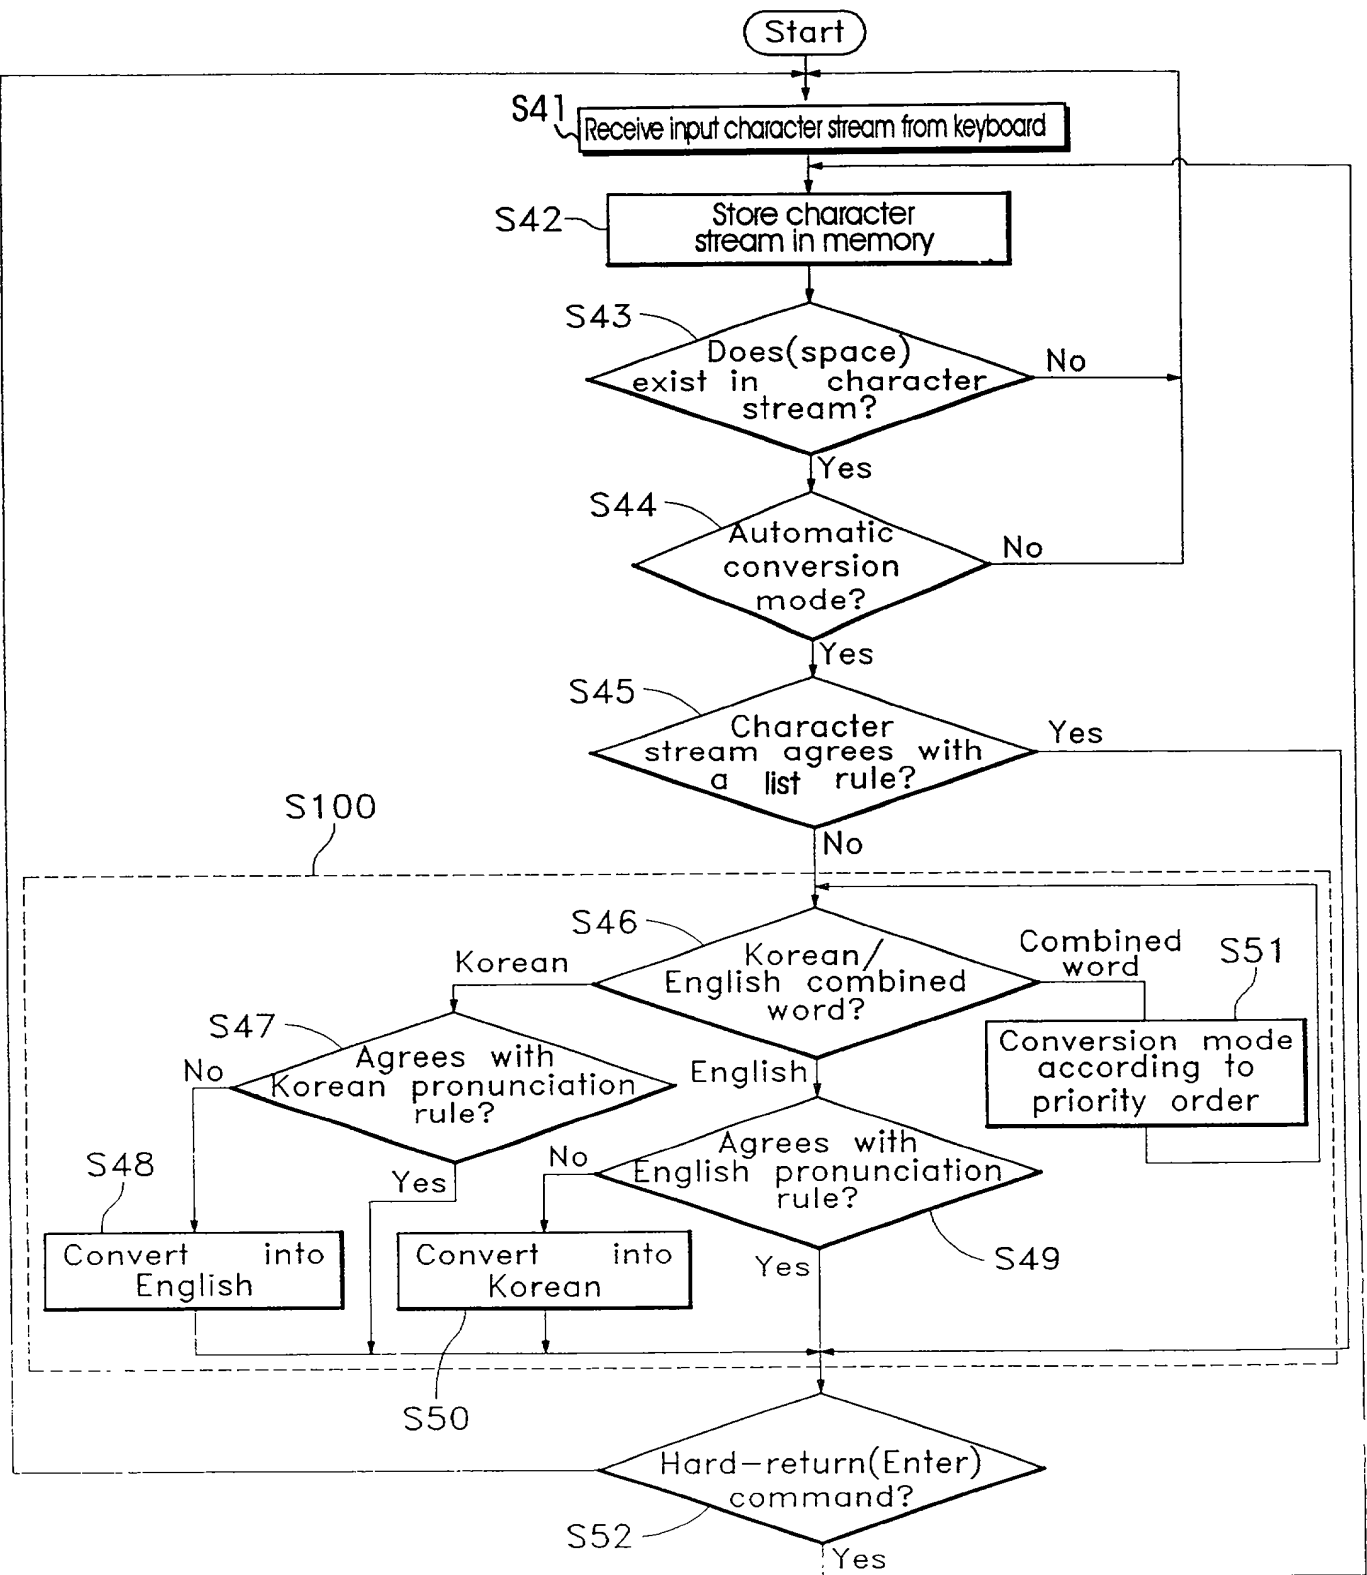 Start
S41
Receive input character stream from keyboard
S42
Store character
stream in memory
S43
Does(space)
exist in character
stream?
No
Yes
S44
Automatic
conversion
mode?
No
Yes
S45
Character
stream agrees with
a list rule?
Yes
No
S100
S46
Korean/
English combined
word?
Korean
Combined
word
S51
Conversion mode
according to
priority order
English
S47
Agrees with
Korean pronunciation
rule?
No
Yes
Agrees with
English pronunciation
rule?
No
Yes
S49
S48
Convert into
English
Convert into
Korean
S50
Hard-return(Enter)
command?
S52
Yes